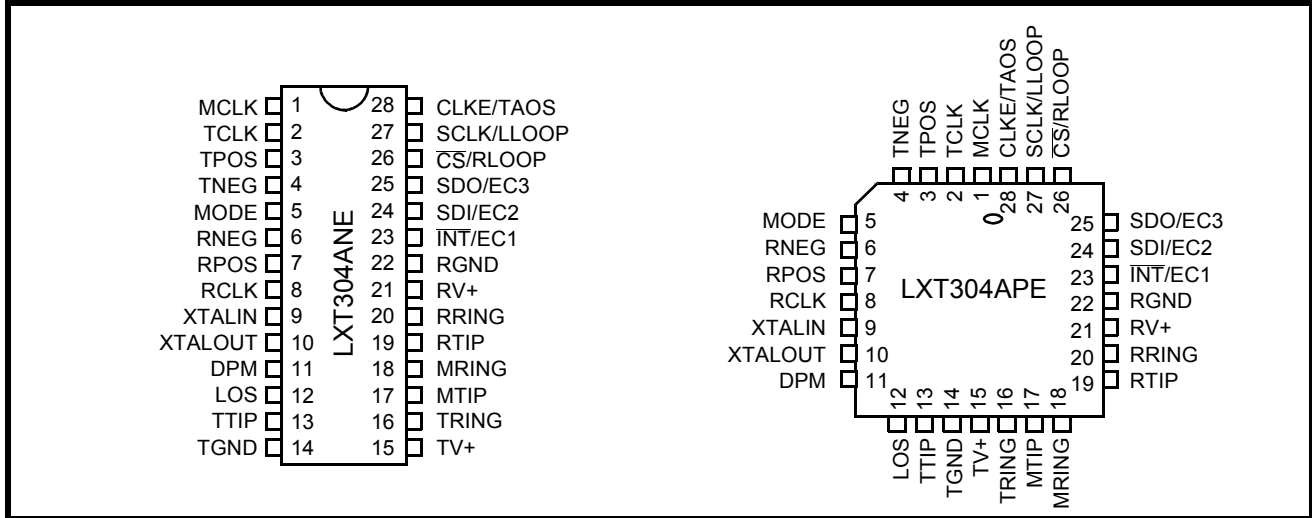 MCLK 1 28 CLKE/TAOS
TCLK 2 27 SCLK/LLOOP
TPOS 3 26 C̅S̅/RLOOP
TNEG 4 25 SDO/EC3
MODE 5 24 SDI/EC2
RNEG 6 23 I̅N̅T̅/EC1
RPOS 7 22 RGND
RCLK 8 21 RV+
XTALIN 9 20 RRING
XTALOUT 10 19 RTIP
DPM 11 18 MRING
LOS 12 17 MTIP
TTIP 13 16 TRING
TGND 14 15 TV+
LXT304ANE
TNEG TPOS TCLK MCLK CLKE/TAOS SCLK/LLOOP C̅S̅/RLOOP
4 3 2 1 28 27 26
MODE 5 25 SDO/EC3
RNEG 6 24 SDI/EC2
RPOS 7 23 I̅N̅T̅/EC1
RCLK 8 22 RGND
XTALIN 9 21 RV+
XTALOUT 10 20 RRING
DPM 11 19 RTIP
LXT304APE
12 13 14 15 16 17 18
LOS TTIP TGND TV+ TRING MTIP MRING